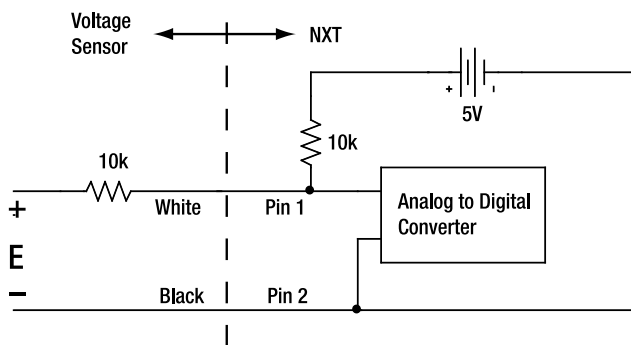 Voltage
Sensor
NXT
+ -
5V
10k
10k
Analog to Digital
Converter
+
White
Pin 1
E
–
Black
Pin 2